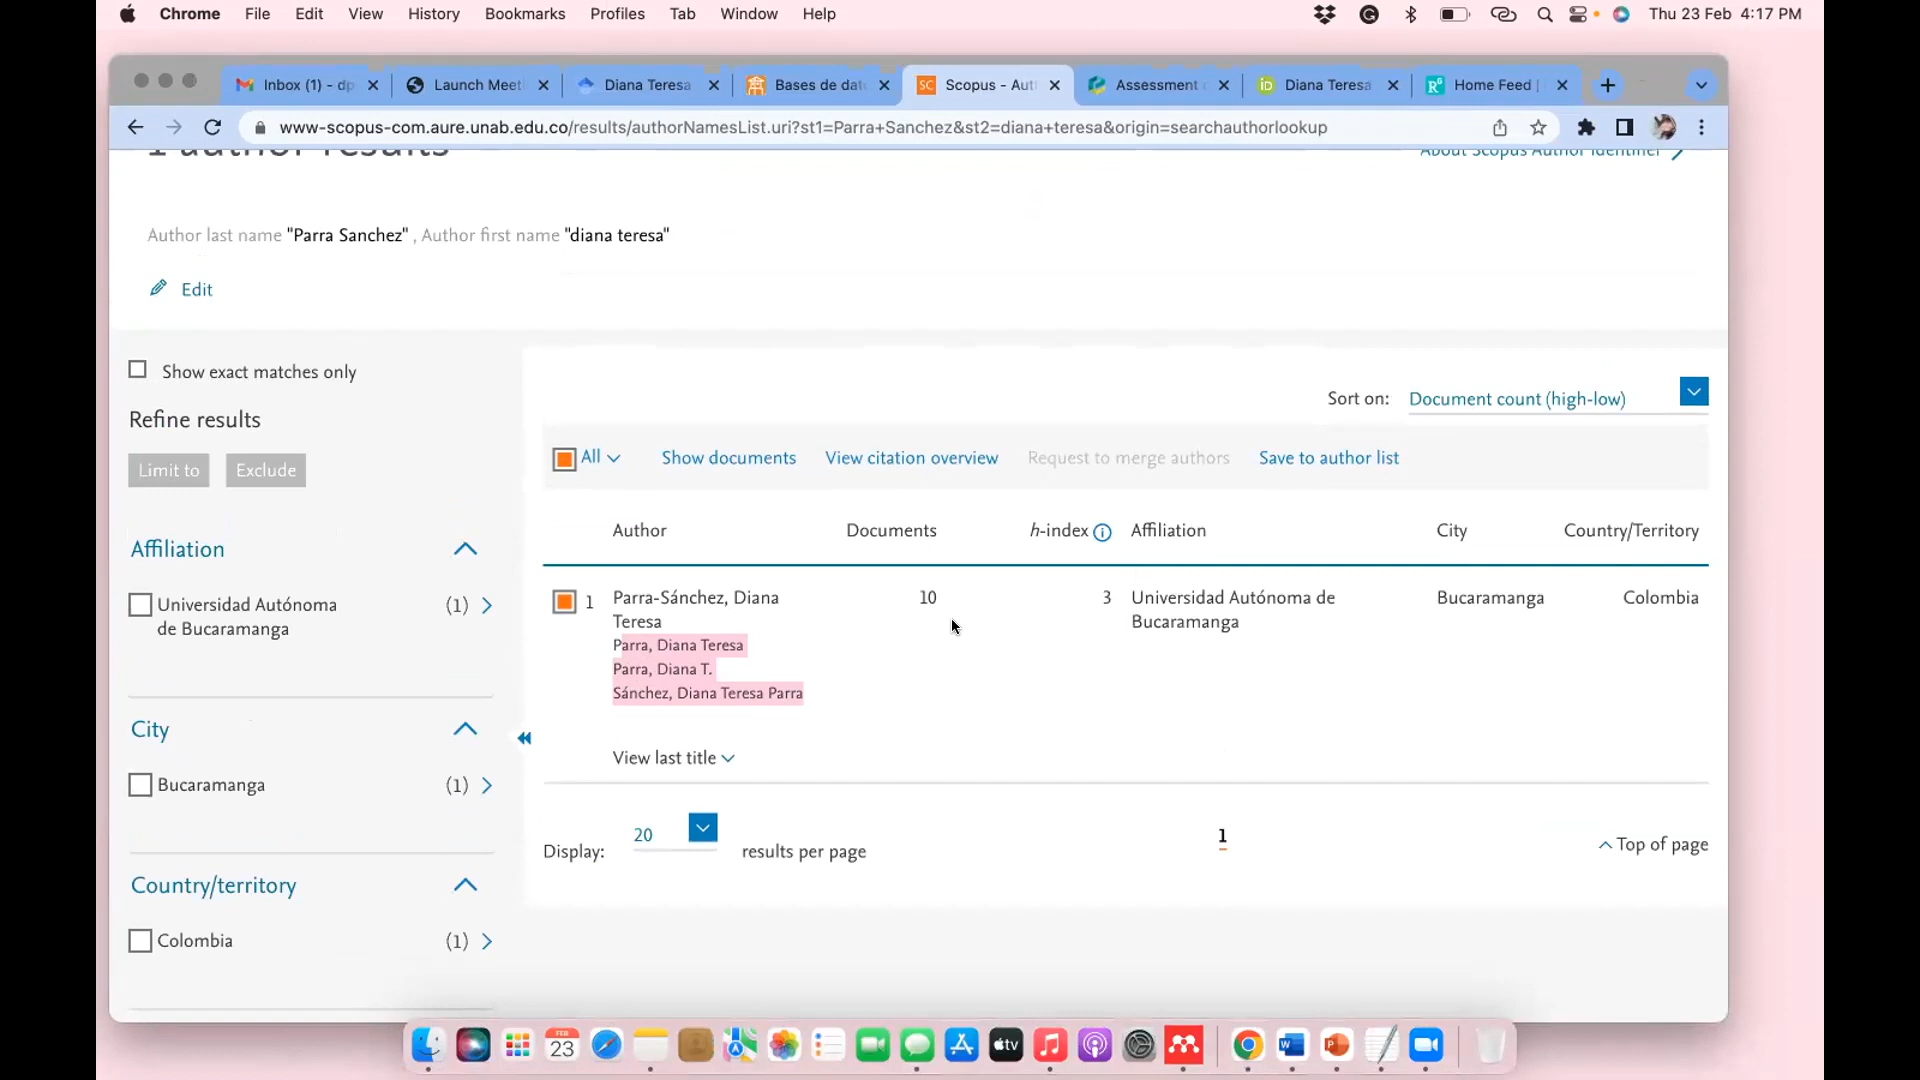 Chrome File Edit View History Bookmarks Profiles Tab Window Help Thu 23 Feb 4:17 PM
Inbox (1) - dp Launch Meeti Diana Teresa Bases de dat Scopus - Aut Assessment Diana Teresa Home Feed |
www-scopus-com.aure.unab.edu.co/results/authorNamesList.uri?st1=Parra+Sanchez&st2=diana+teresa&origin=searchauthorlookup
1 author results About Scopus Author Identifier
Author last name "Parra Sanchez" , Author first name "diana teresa"
Edit
Show exact matches only
Refine results
Limit to Exclude
Affiliation
Universidad Autónoma (1)
de Bucaramanga
City
Bucaramanga (1)
Country/territory
Colombia (1)
Sort on: Document count (high-low)
All Show documents View citation overview Request to merge authors Save to author list
Author Documents h-index Affiliation City Country/Territory
1 Parra-Sánchez, Diana 10 3 Universidad Autónoma de Bucaramanga Colombia
Teresa Bucaramanga
Parra, Diana Teresa
Parra, Diana T.
Sánchez, Diana Teresa Parra
View last title
Display: 20 results per page 1 Top of page
FEB
23
tv